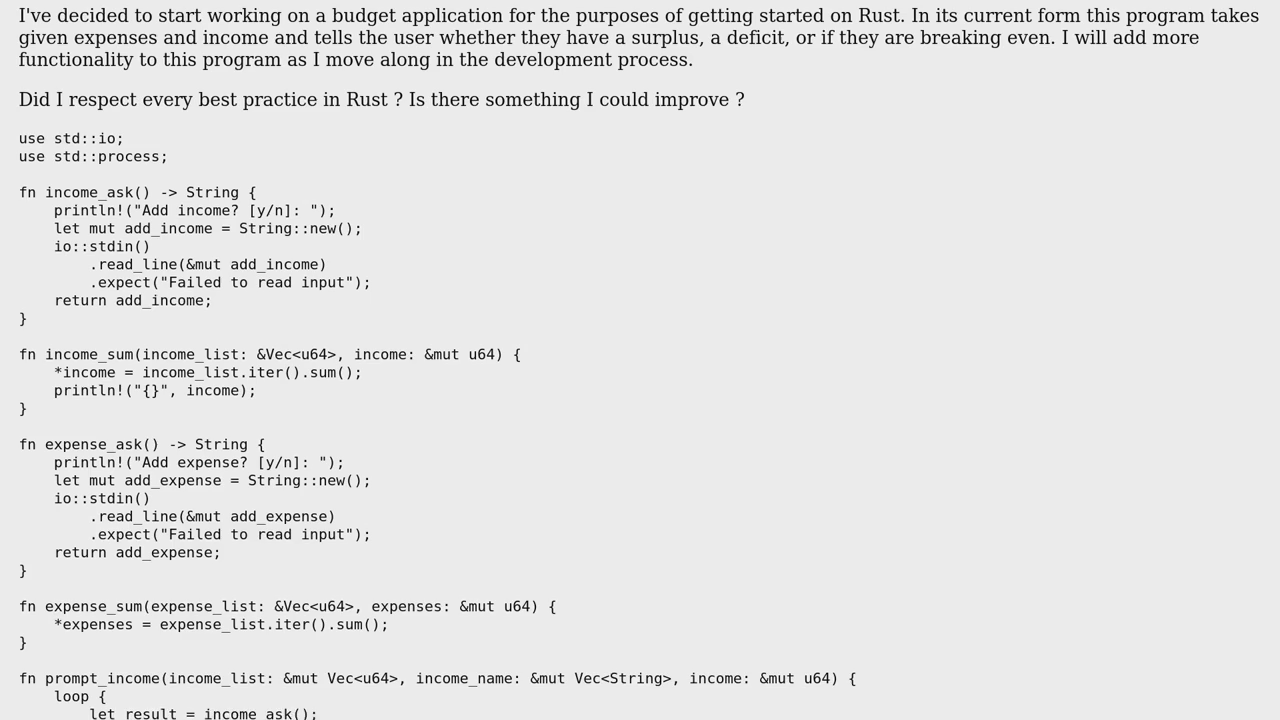 I've decided to start working on a budget application for the purposes of getting started on Rust. In its current form this program takes
given expenses and income and tells the user whether they have a surplus, a deficit, or if they are breaking even. I will add more
functionality to this program as I move along in the development process.
Did I respect every best practice in Rust ? Is there something I could improve ?
use std::io;
use std::process;
fn income_ask() -> String {
    println!("Add income? [y/n]: ");
    let mut add_income = String::new();
    io::stdin()
        .read_line(&mut add_income)
        .expect("Failed to read input");
    return add_income;
}
fn income_sum(income_list: &Vec<u64>, income: &mut u64) {
    *income = income_list.iter().sum();
    println!("{}", income);
}
fn expense_ask() -> String {
    println!("Add expense? [y/n]: ");
    let mut add_expense = String::new();
    io::stdin()
        .read_line(&mut add_expense)
        .expect("Failed to read input");
    return add_expense;
}
fn expense_sum(expense_list: &Vec<u64>, expenses: &mut u64) {
    *expenses = expense_list.iter().sum();
}
fn prompt_income(income_list: &mut Vec<u64>, income_name: &mut Vec<String>, income: &mut u64) {
    loop {
        let result = income_ask();